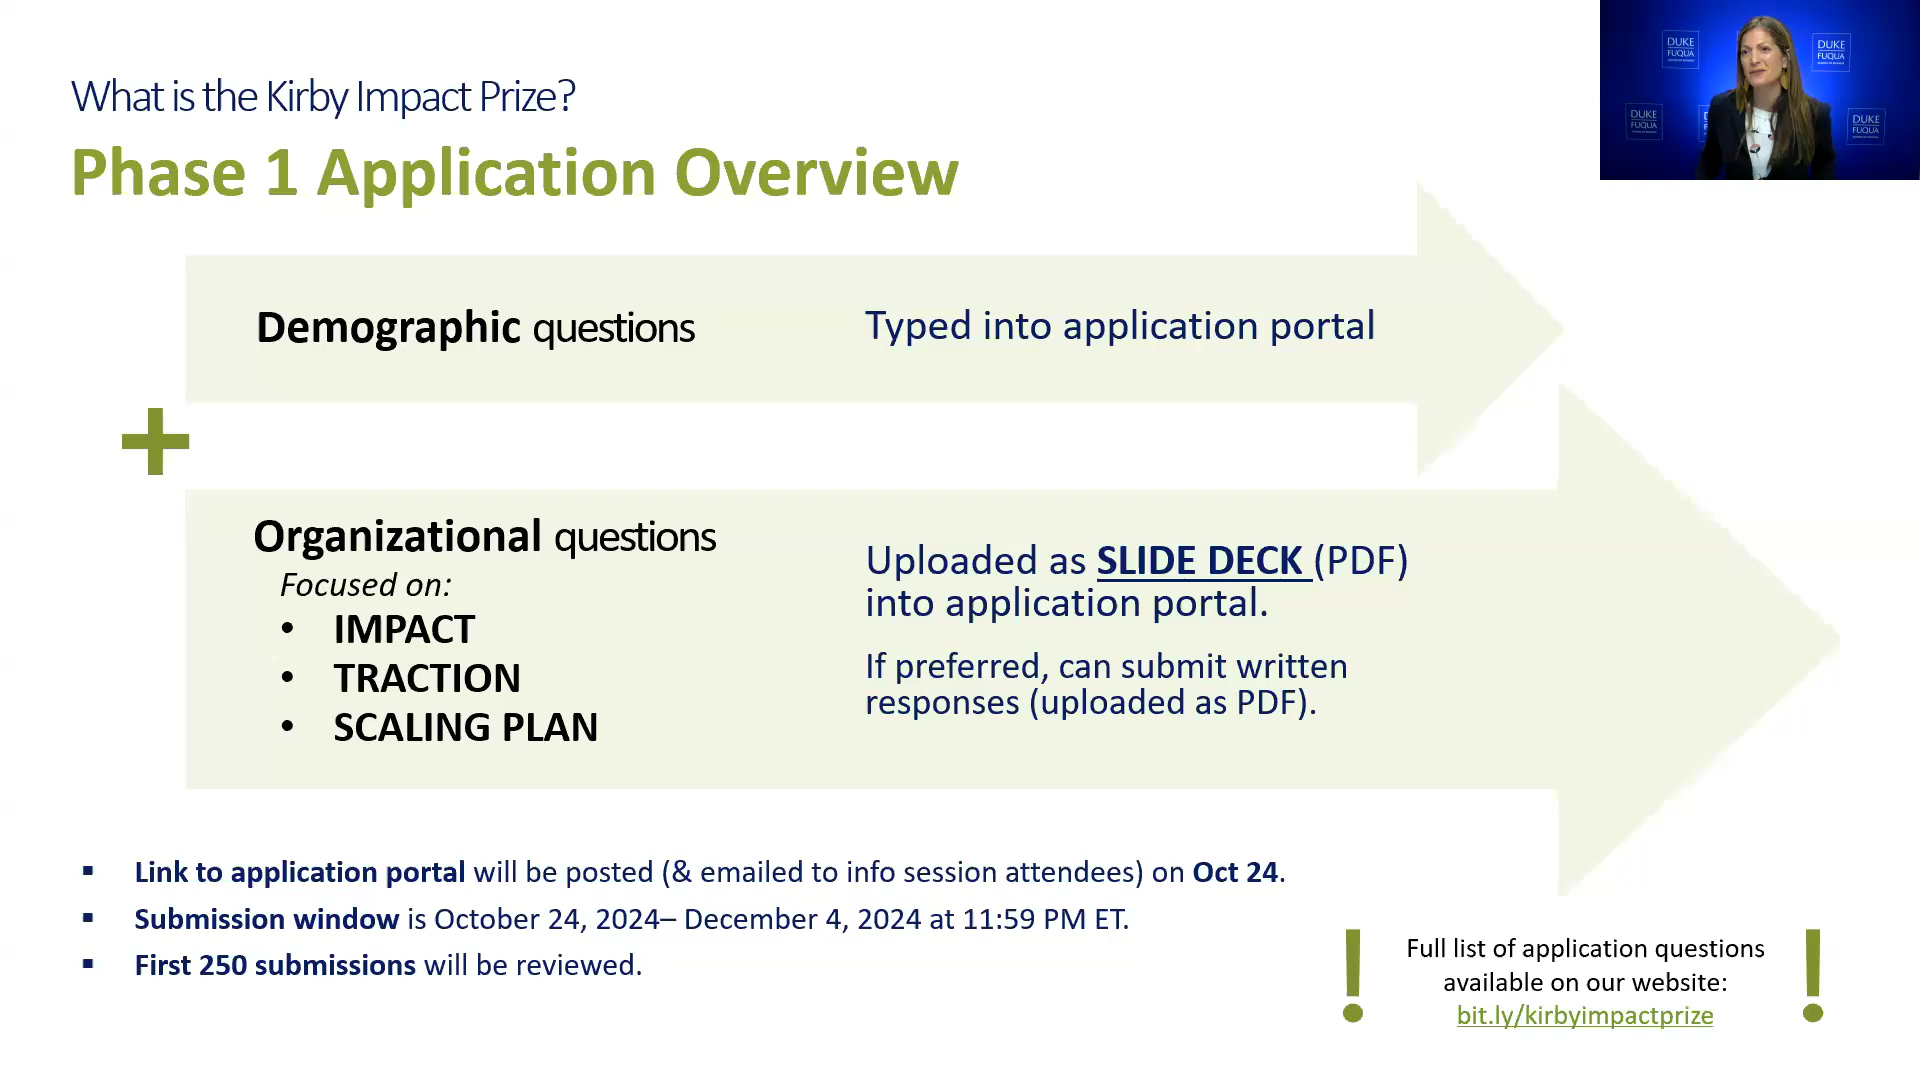 What is the Kirby Impact Prize?
Phase 1 Application Overview
DUKE
FUQUA
DUKE
FUQUA
DUKE
FUQUA
DUKE
FUQUA
Demographic questions
Typed into application portal
+
Organizational questions
Focused on:
• IMPACT
• TRACTION
• SCALING PLAN
Uploaded as SLIDE DECK (PDF)
into application portal.
If preferred, can submit written
responses (uploaded as PDF).
▪ Link to application portal will be posted (& emailed to info session attendees) on Oct 24.
▪ Submission window is October 24, 2024– December 4, 2024 at 11:59 PM ET.
▪ First 250 submissions will be reviewed.
! Full list of application questions !
available on our website:
bit.ly/kirbyimpactprize